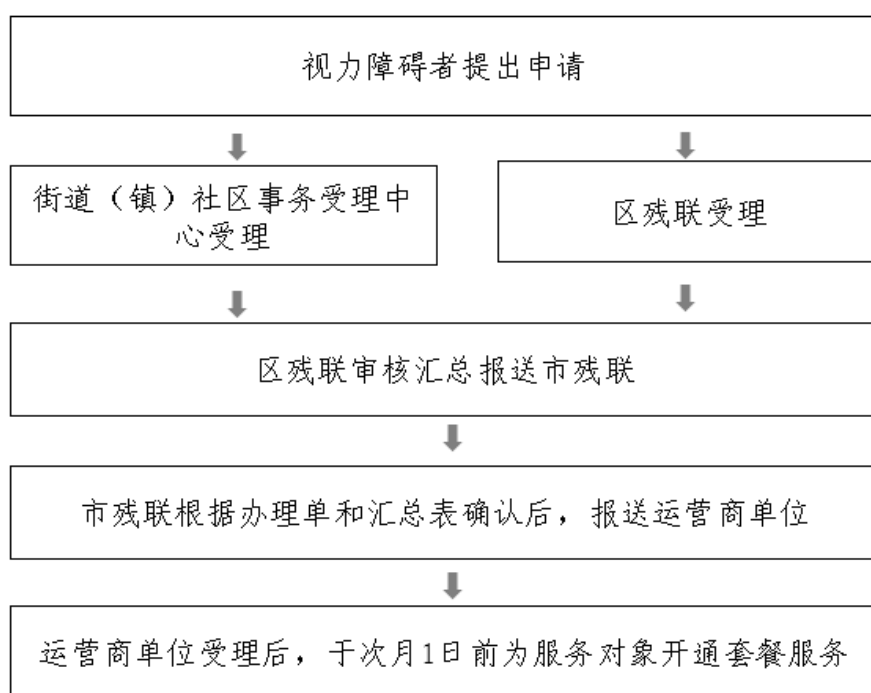 视力障碍者提出申请
街道（镇）社区事务受理中
心受理
区残联受理
区残联审核汇总报送市残联
市残联根据办理单和汇总表确认后，报送运营商单位
运营商单位受理后，于次月1日前为服务对象开通套餐服务